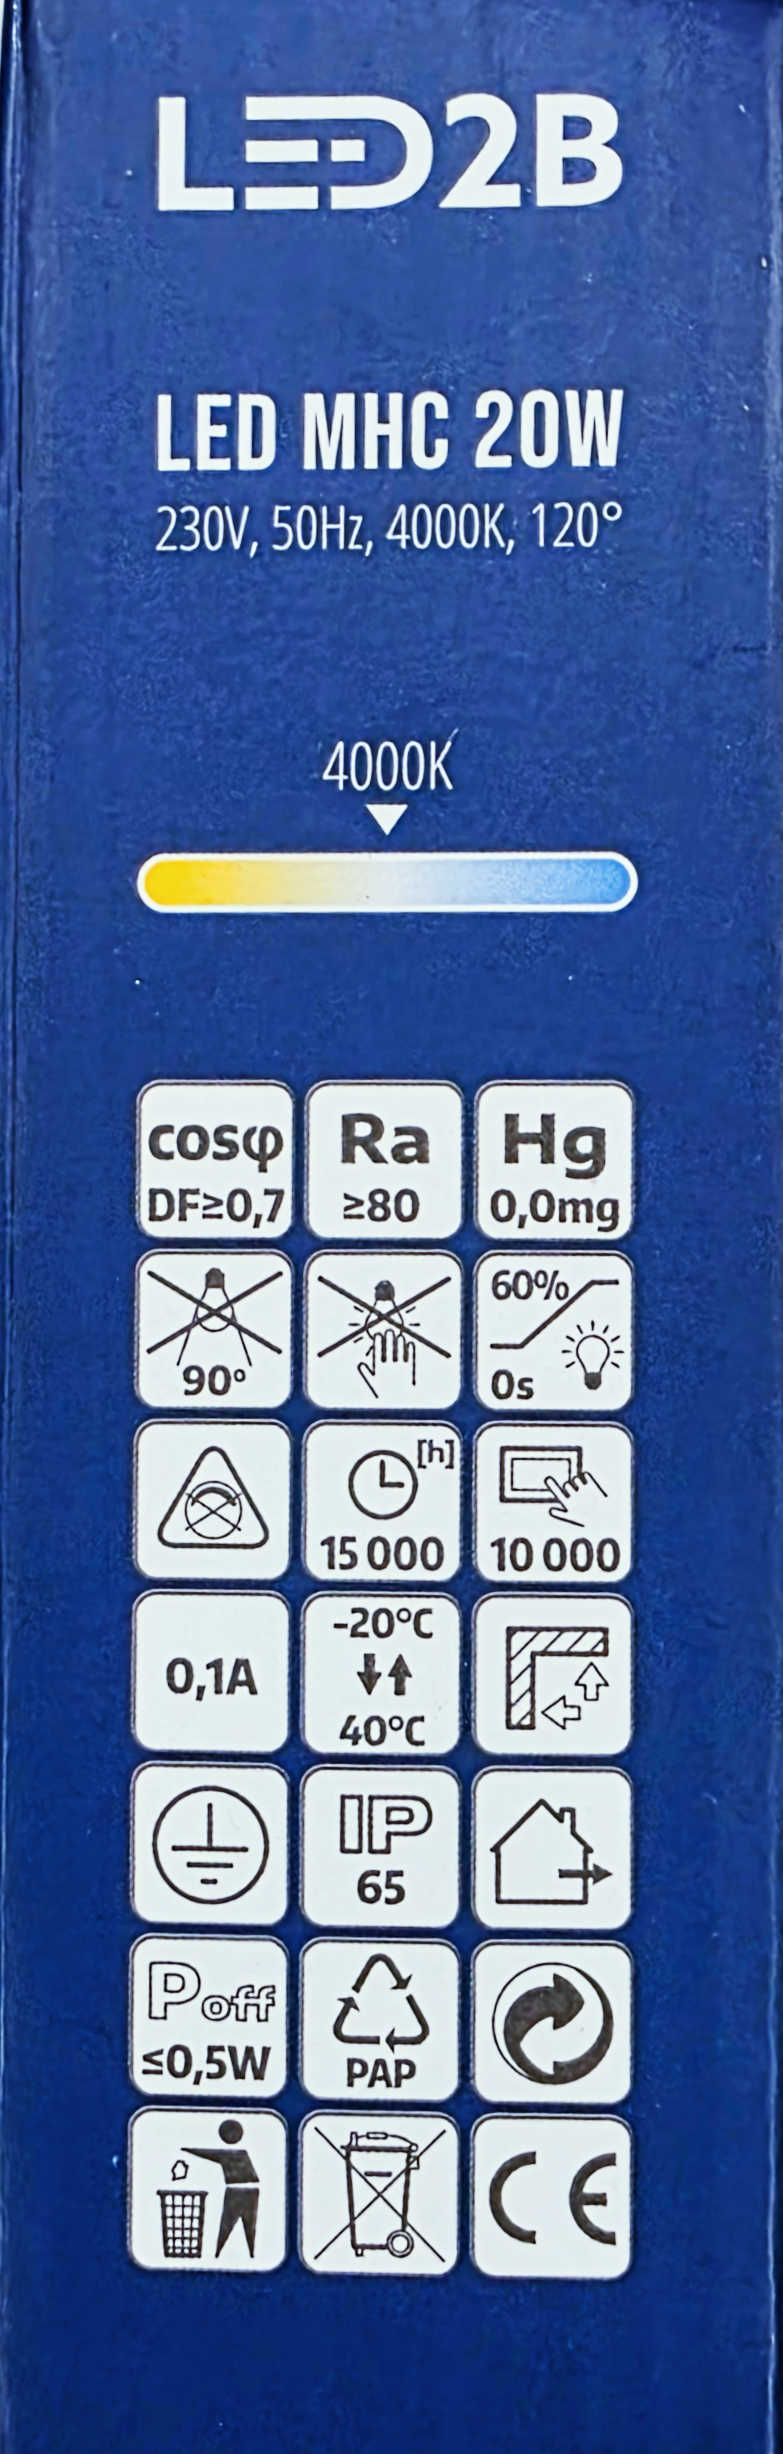 LED2B
LED MHC 20W
230V, 50Hz, 4000K, 120°
4000K
cosφ
DF≥0,7
Ra
≥80
Hg
0,0mg
90°
60%
0s
[h]
15 000
10 000
0,1A
-20°C
40°C
IP
65
Poff
≤0,5W
PAP
CE